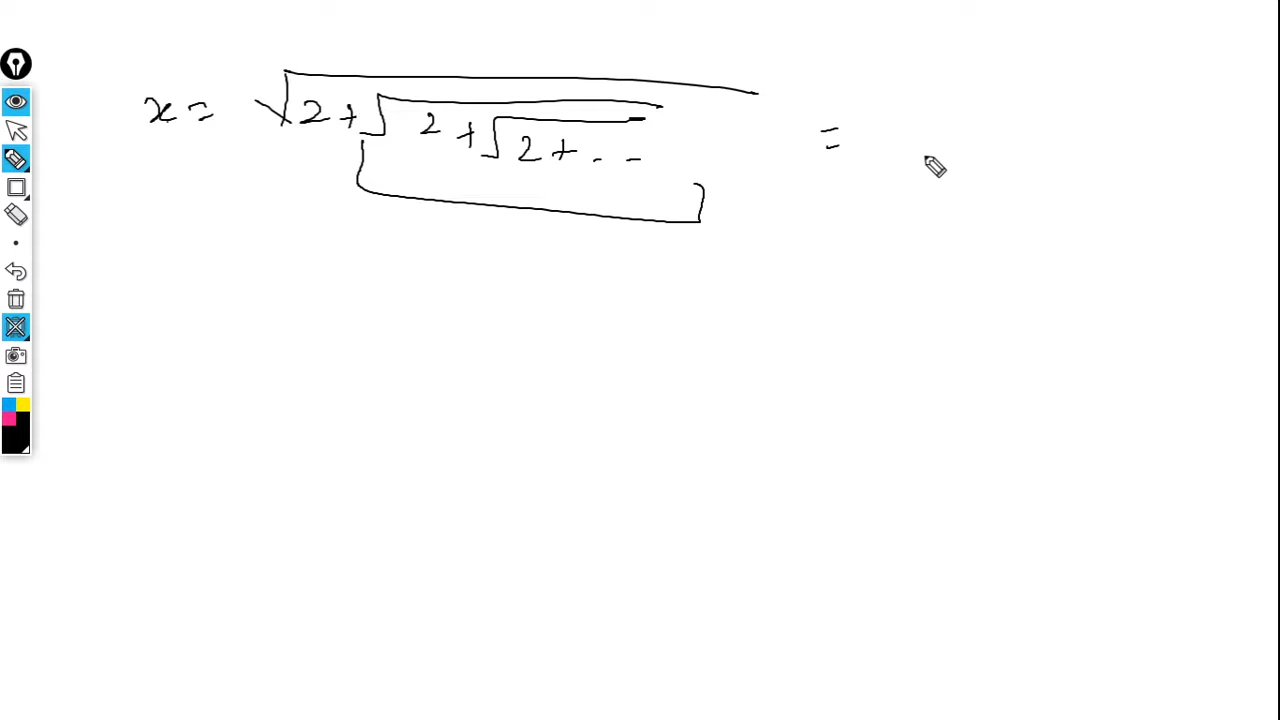 x = √(2 + √(2 + √(2 + . . =